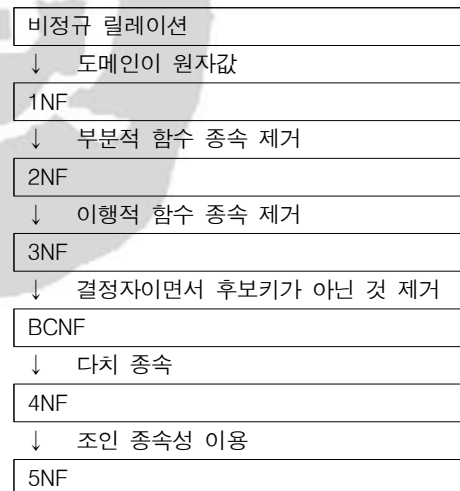 비정규 릴레이션
↓ 도메인이 원자값
1NF
↓ 부분적 함수 종속 제거
2NF
↓ 이행적 함수 종속 제거
3NF
↓ 결정자이면서 후보키가 아닌 것 제거
BCNF
↓ 다치 종속
4NF
↓ 조인 종속성 이용
5NF